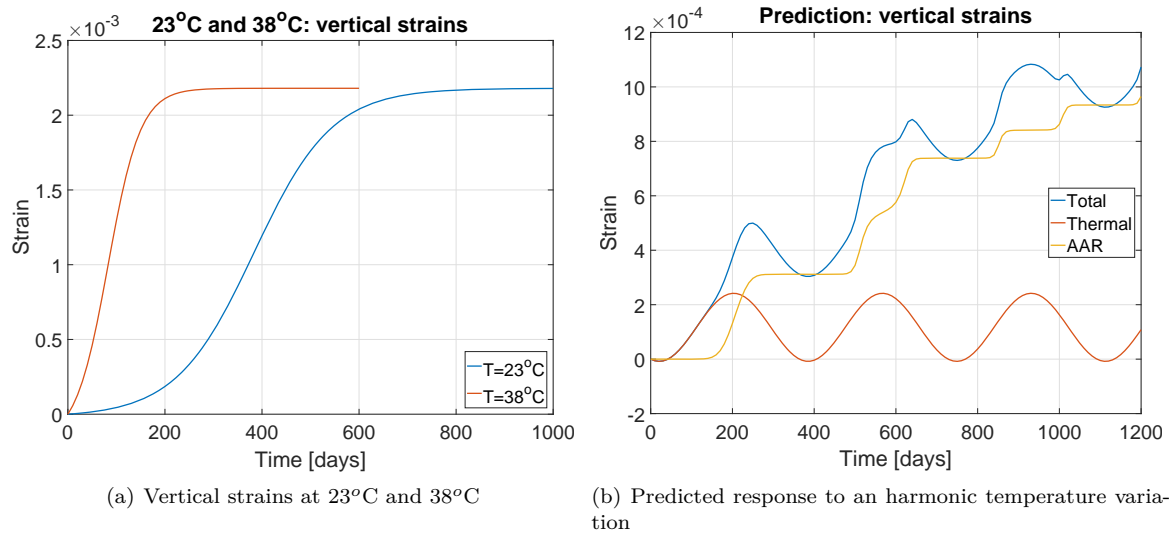 23°C and 38°C: vertical strains
×10⁻³
2.5
2
1.5
1
0.5
0
Strain
0 200 400 600 800 1000
Time [days]
T=23°C
T=38°C
(a) Vertical strains at 23°C and 38°C
Prediction: vertical strains
×10⁻⁴
12
10
8
6
4
2
0
-2
Strain
0 200 400 600 800 1000 1200
Time [days]
Total
Thermal
AAR
(b) Predicted response to an harmonic temperature varia-
tion